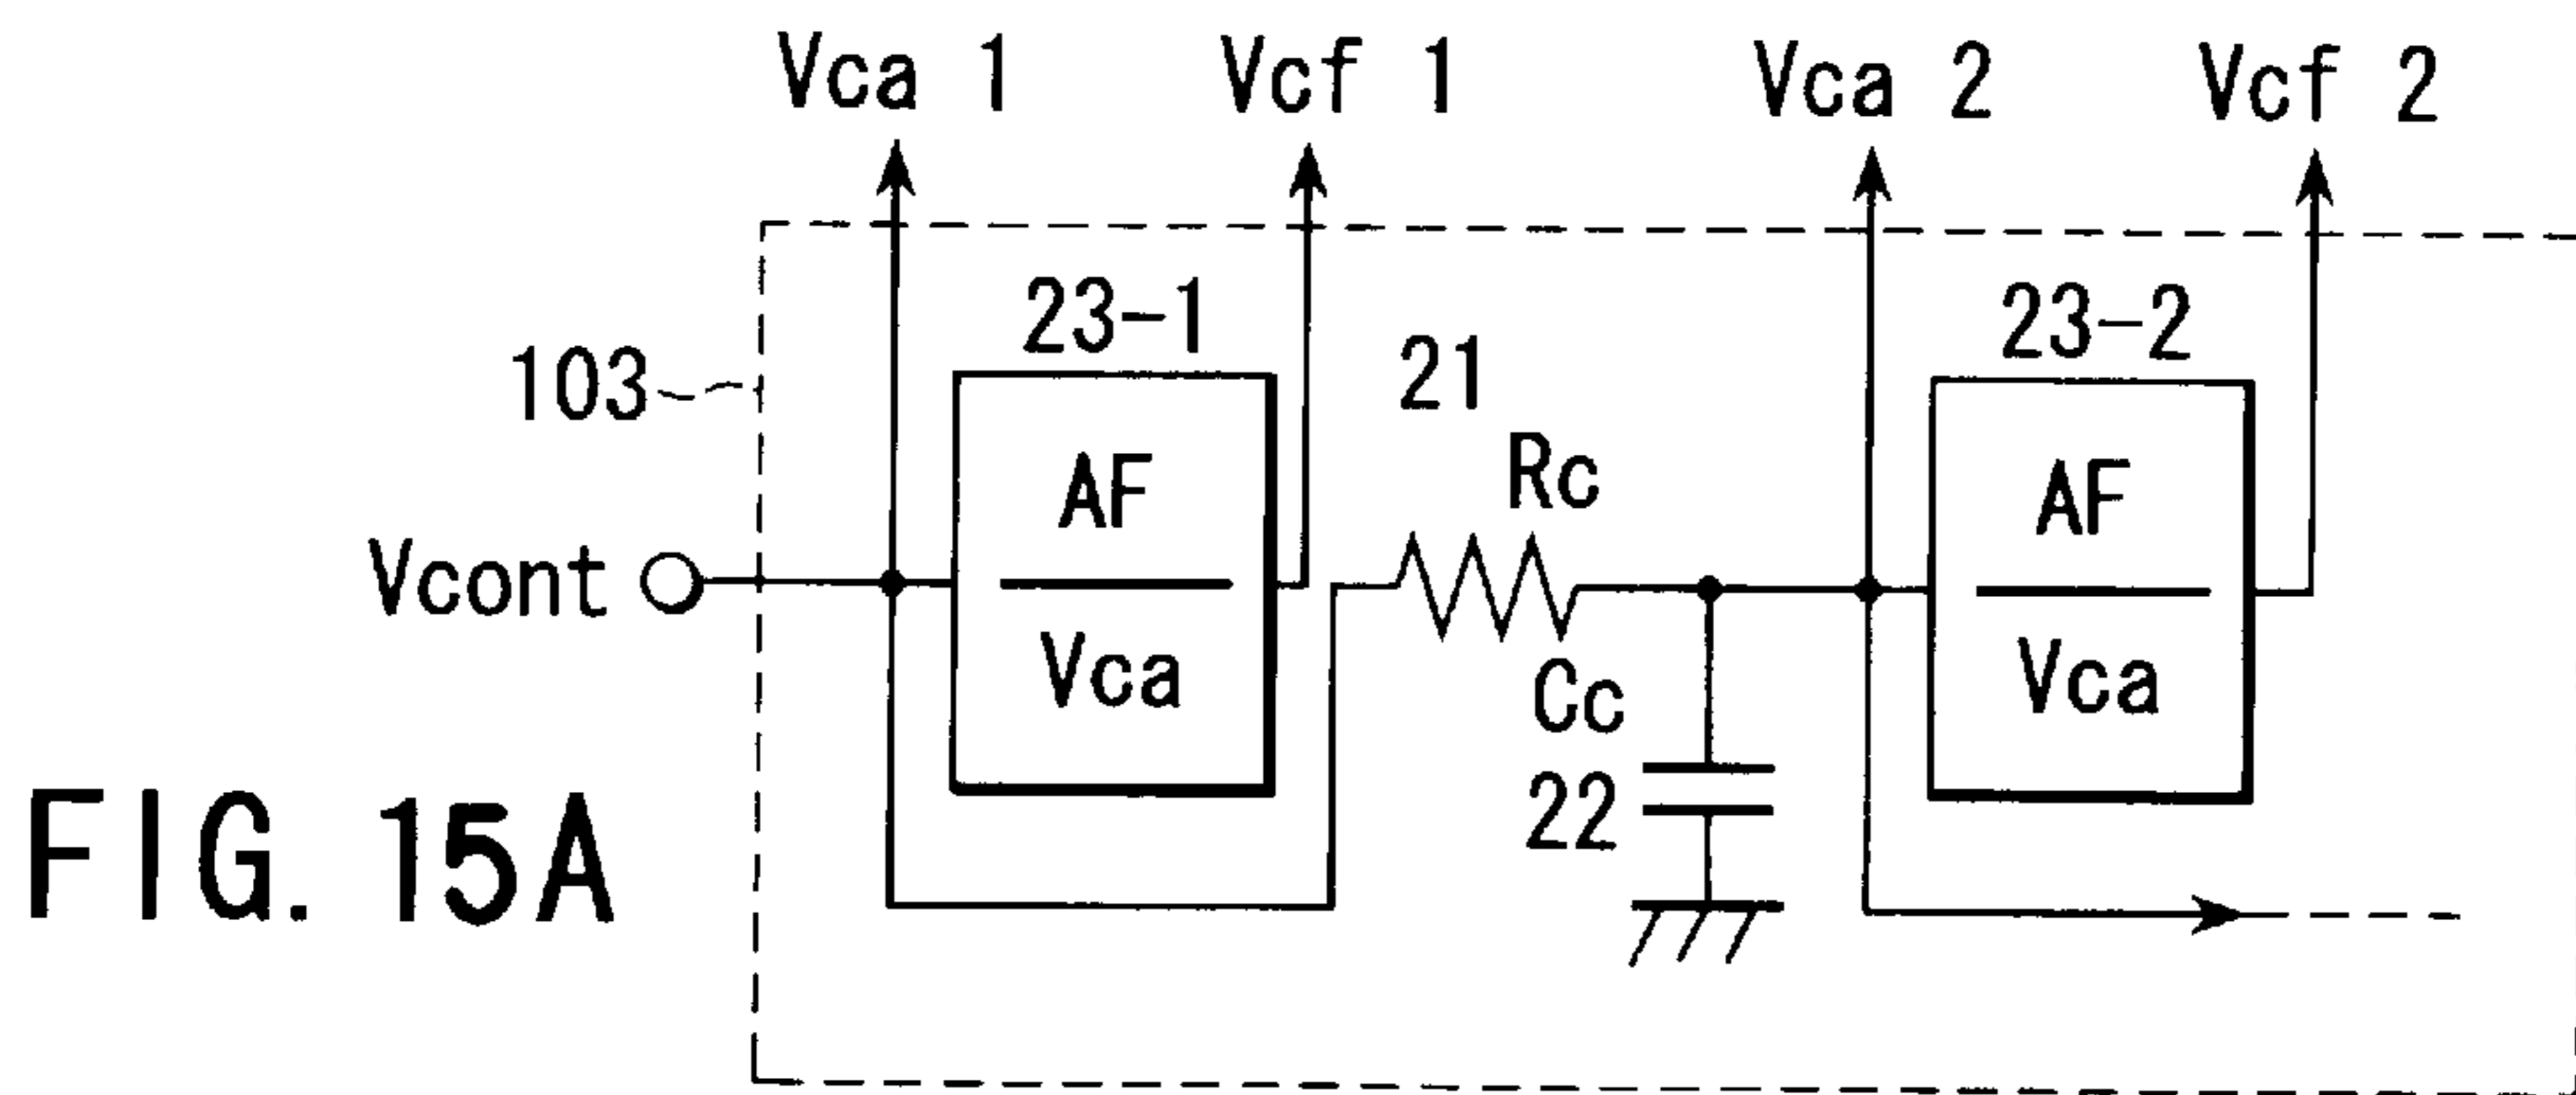 Vca 1 Vcf 1 Vca 2 Vcf 2
23-1
23-2
103
21
Rc
AF
Vca
AF
Vca
Vcont
Cc
22
FIG. 15A